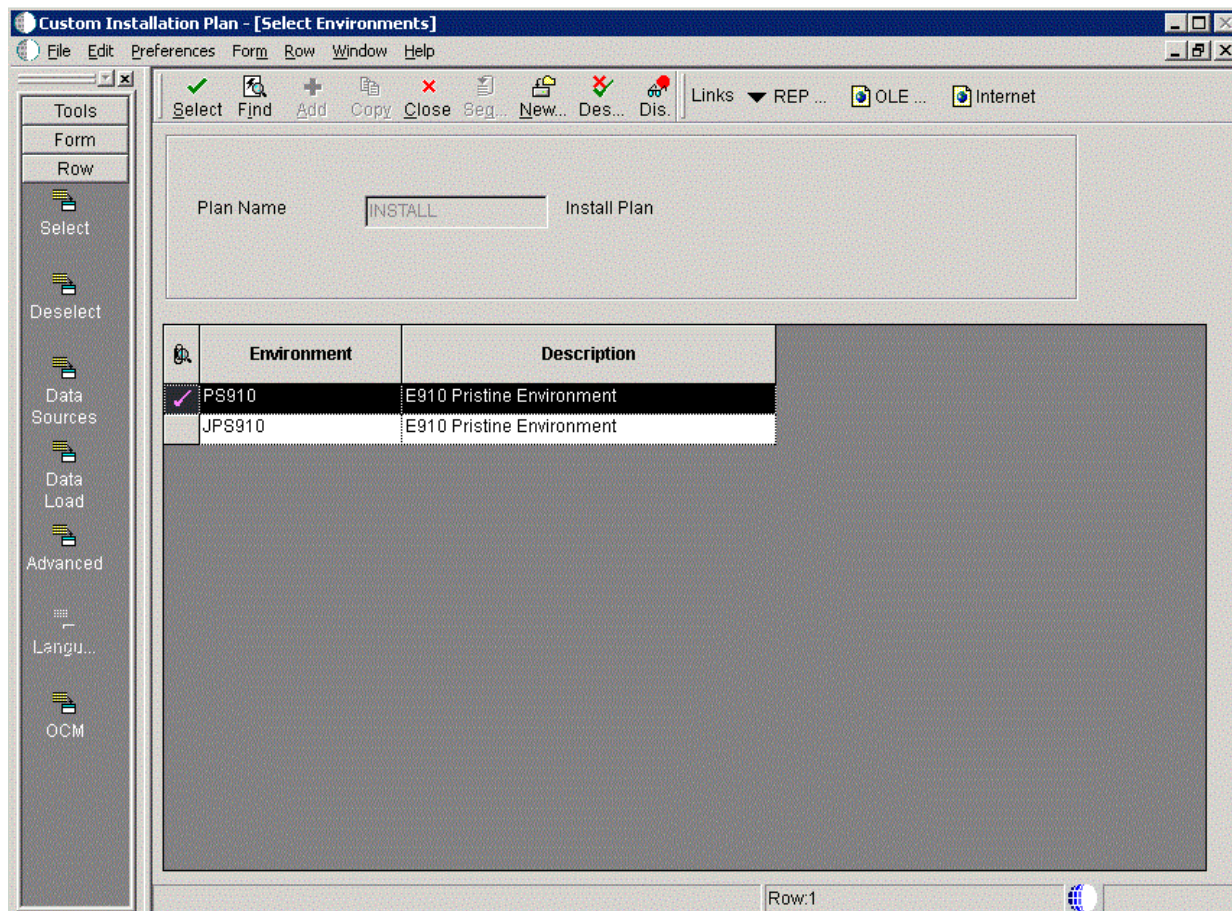 Custom Installation Plan - [Select Environments]
File Edit Preferences Form Row Window Help
Tools
Form
Row
Select
Deselect
Data
Sources
Data
Load
Advanced
Langu...
OCM
Select Find Add Copy Close Seq... New... Des... Dis. Links REP ... OLE ... Internet
Plan Name INSTALL Install Plan
Environment Description
PS910 E910 Pristine Environment
JPS910 E910 Pristine Environment
Row:1